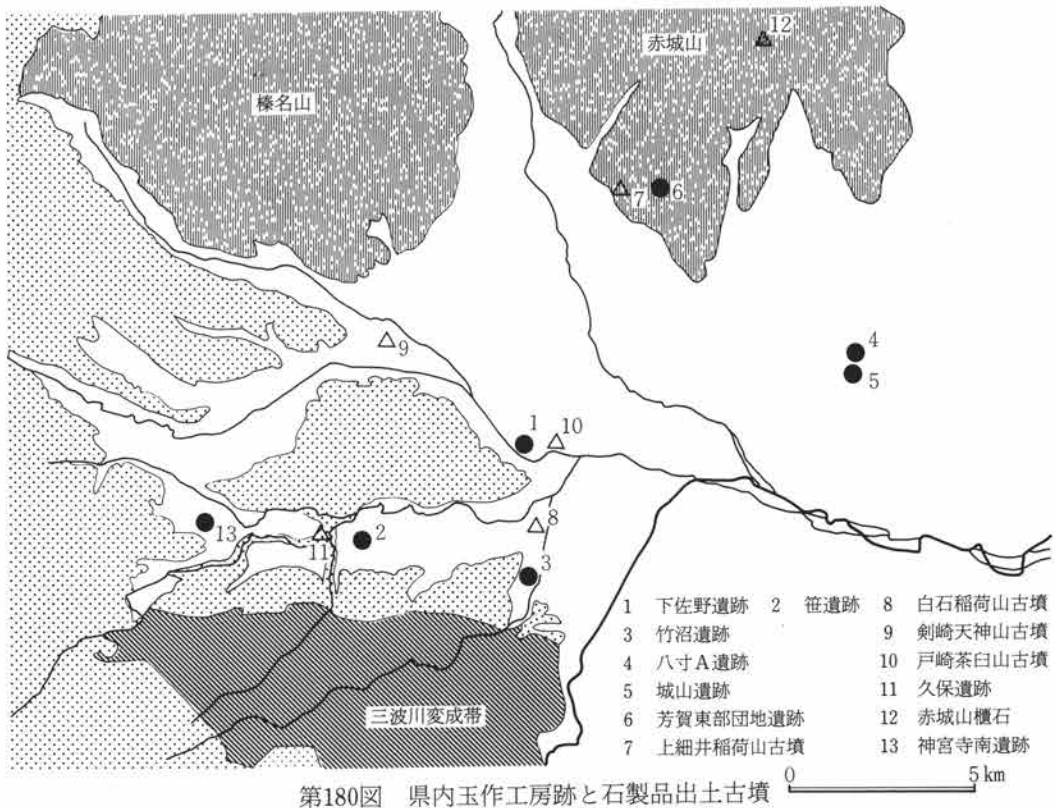 榛名山
赤城山
12
7
6
9
4
5
1
10
13
11
2
8
3
三波川変成帯
1 下佐野遺跡 2 笹遺跡 8 白石稲荷山古墳
3 竹沼遺跡 9 剣崎天神山古墳
4 八寸A遺跡 10 戸崎茶臼山古墳
5 城山遺跡 11 久保遺跡
6 芳賀東部団地遺跡 12 赤城山櫃石
7 上細井稲荷山古墳 13 神宮寺南遺跡
0 5km
第180図 県内玉作工房跡と石製品出土古墳